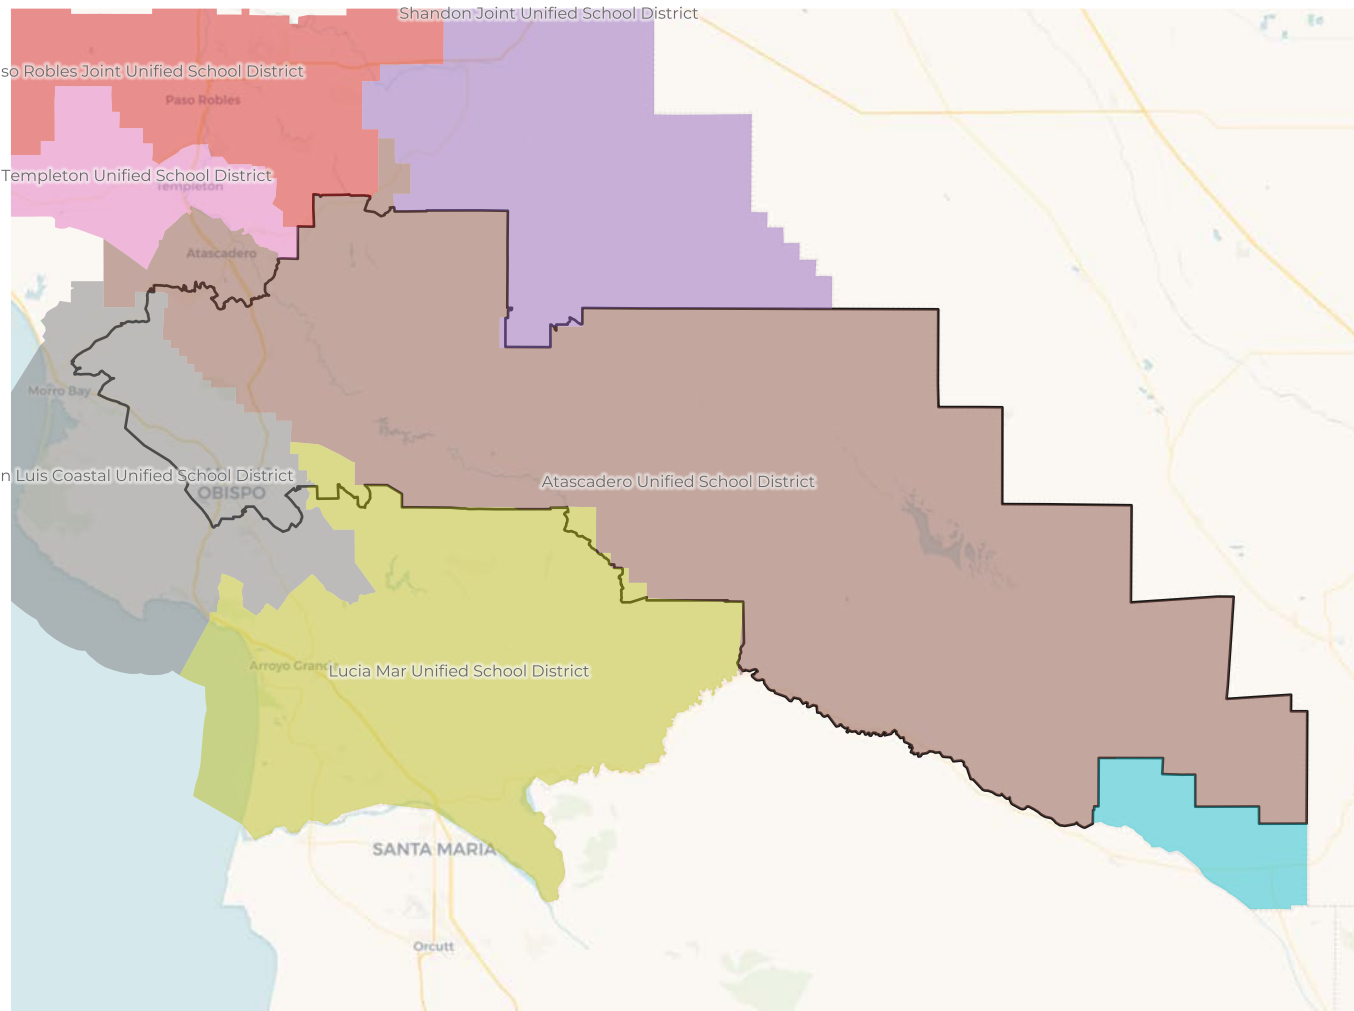 Shandon Joint Unified School District
so Robles Joint Unified School District
Paso Robles
Templeton Unified School District
Templeton
Atascadero
Morro Bay
n Luis Coastal Unified School District
OBISPO
Atascadero Unified School District
Arroyo Grande
Lucia Mar Unified School District
SANTA MARIA
Orcutt